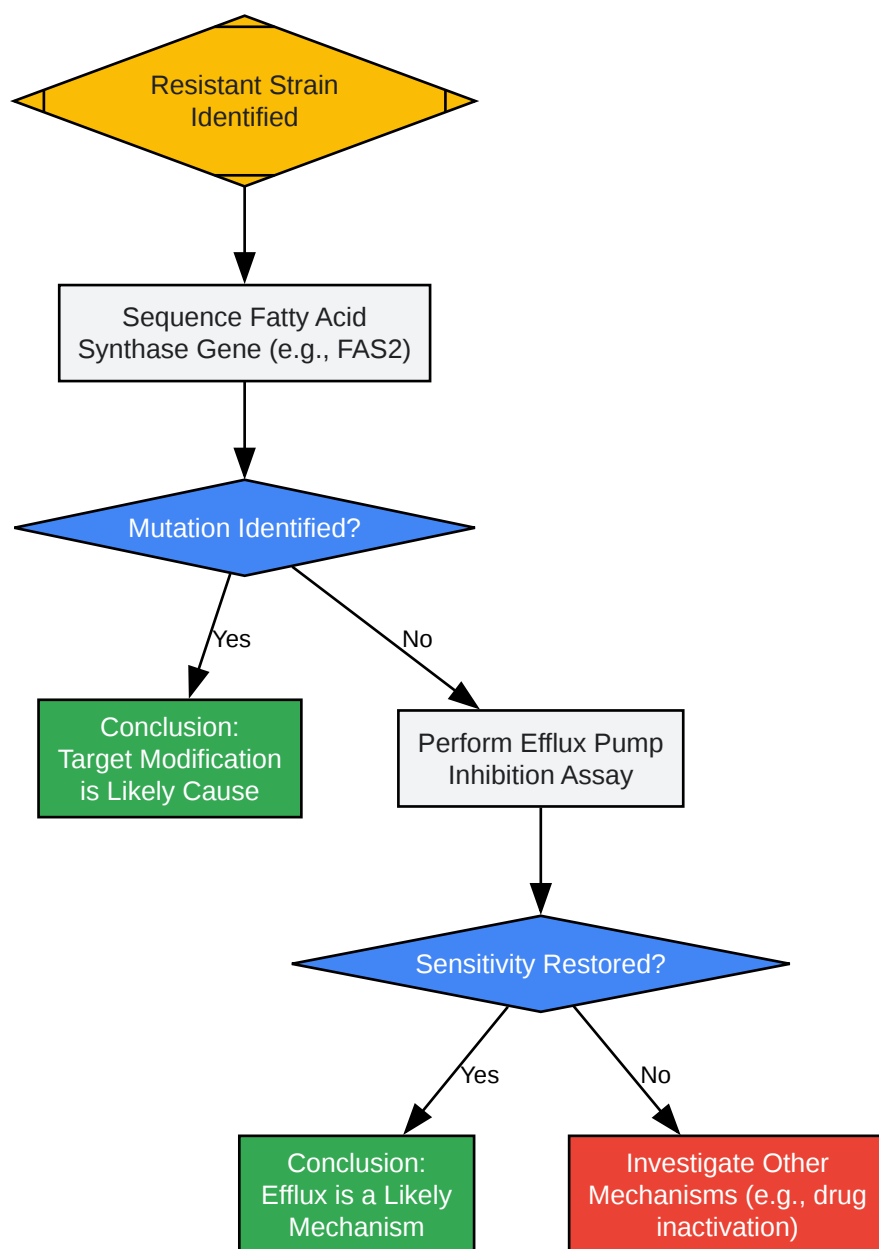 Resistant Strain
Identified
Sequence Fatty Acid
Synthase Gene (e.g., FAS2)
Mutation Identified?
Yes
No
Conclusion:
Target Modification
is Likely Cause
Perform Efflux Pump
Inhibition Assay
Sensitivity Restored?
Yes
No
Conclusion:
Efflux is a Likely
Mechanism
Investigate Other
Mechanisms (e.g., drug
inactivation)